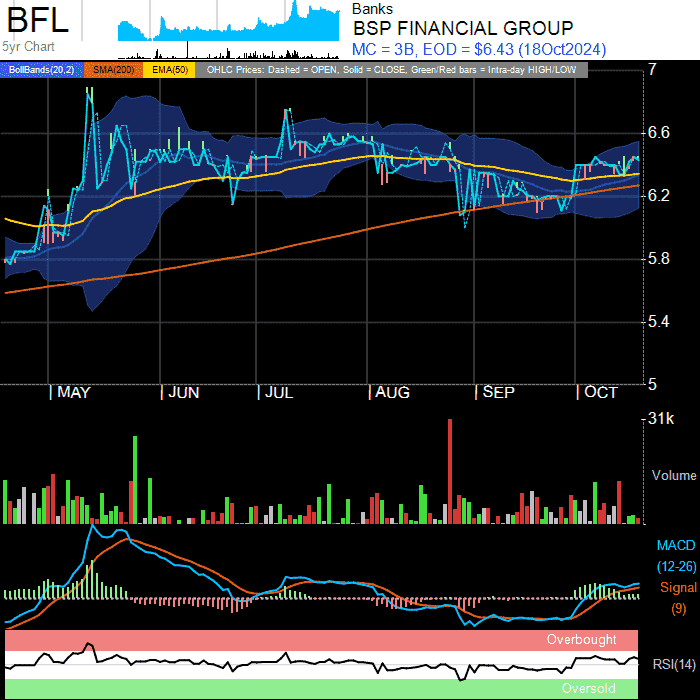 BFL
5yr Chart
Banks
BSP FINANCIAL GROUP
MC = 3B, EOD = $6.43 (18Oct2024)
BollBands(20,2) SMA(200) EMA(50) OHLC Prices: Dashed = OPEN, Solid = CLOSE, Green/Red bars = Intra-day HIGH/LOW
7
6.6
6.2
5.8
5.4
5
| MAY | JUN | JUL | AUG | SEP | OCT
31k
Volume
MACD
(12-26)
Signal
(9)
Overbought
RSI(14)
Oversold